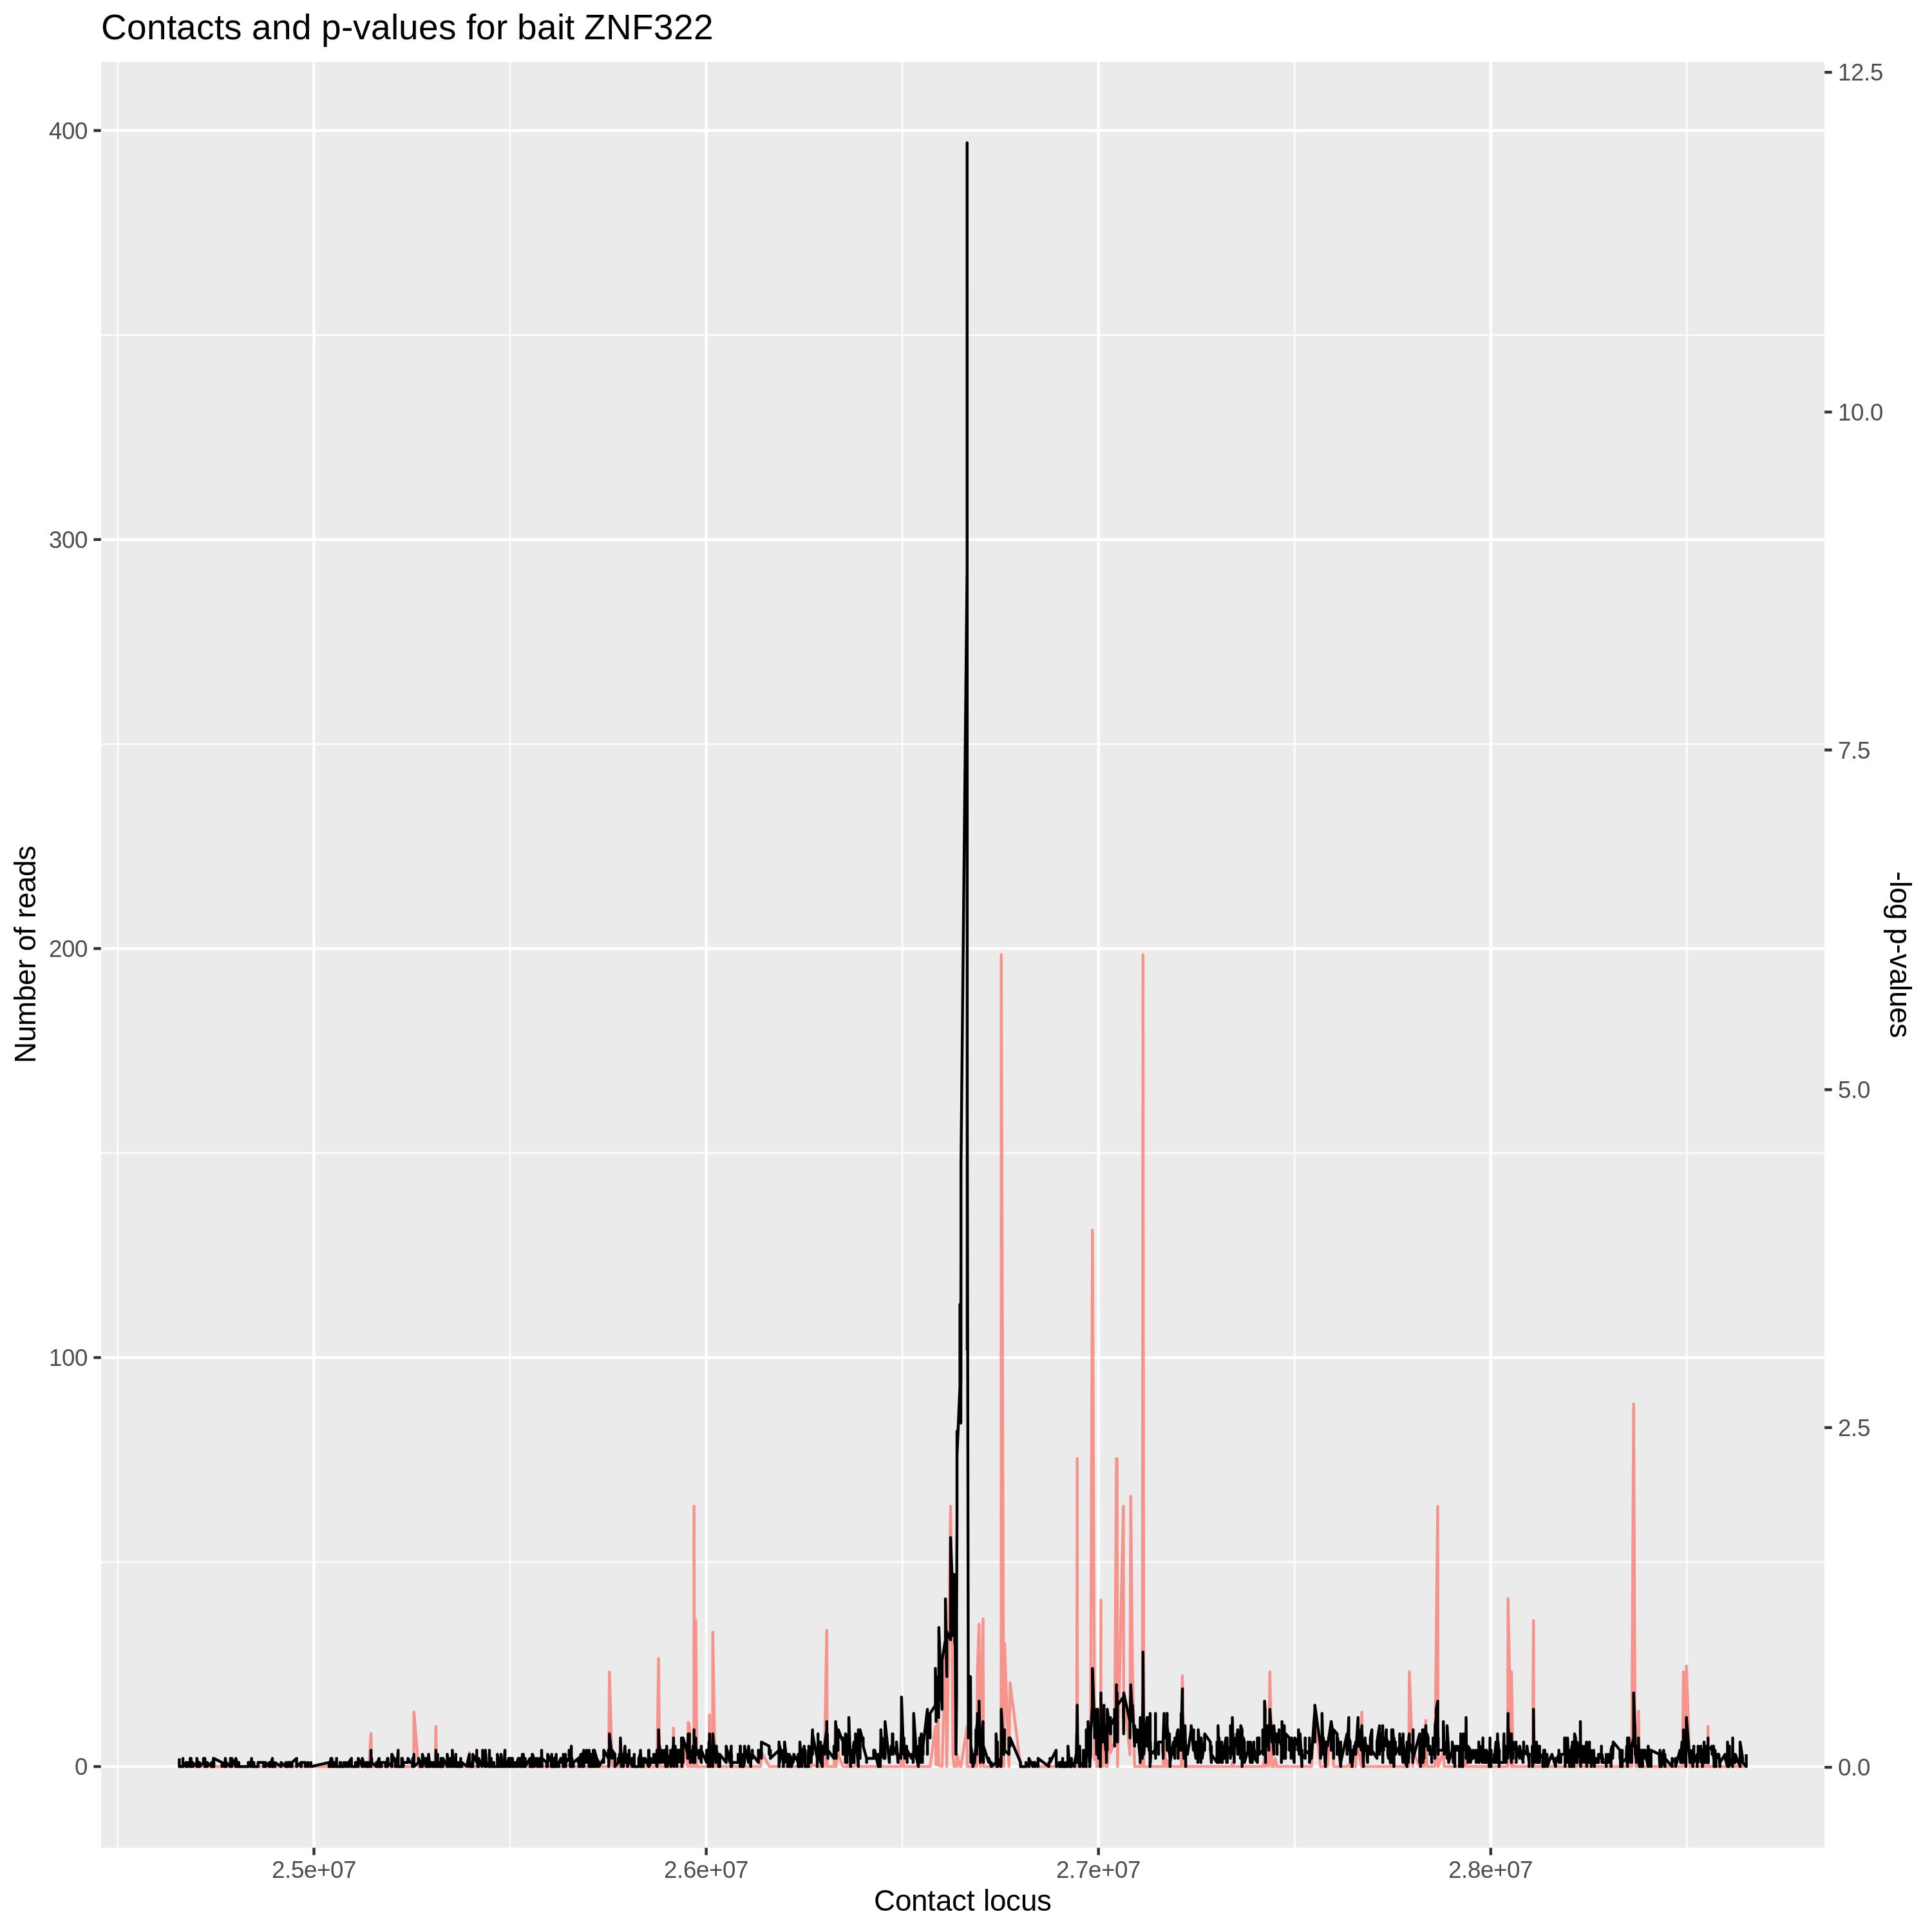 Contacts and p-values for bait ZNF322
12.5
400
10.0
300
7.5
Number of reads
-log p-values
200
5.0
100
2.5
0
0.0
2.5e+07
2.6e+07
2.7e+07
2.8e+07
Contact locus